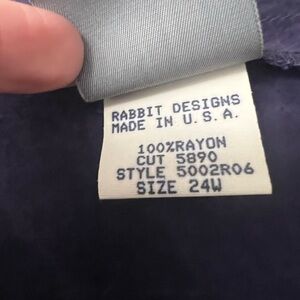 RABBIT DESIGNS
MADE IN U.S.A.
100%RAYON
CUT 5890
STYLE 5002R06
SIZE 24W